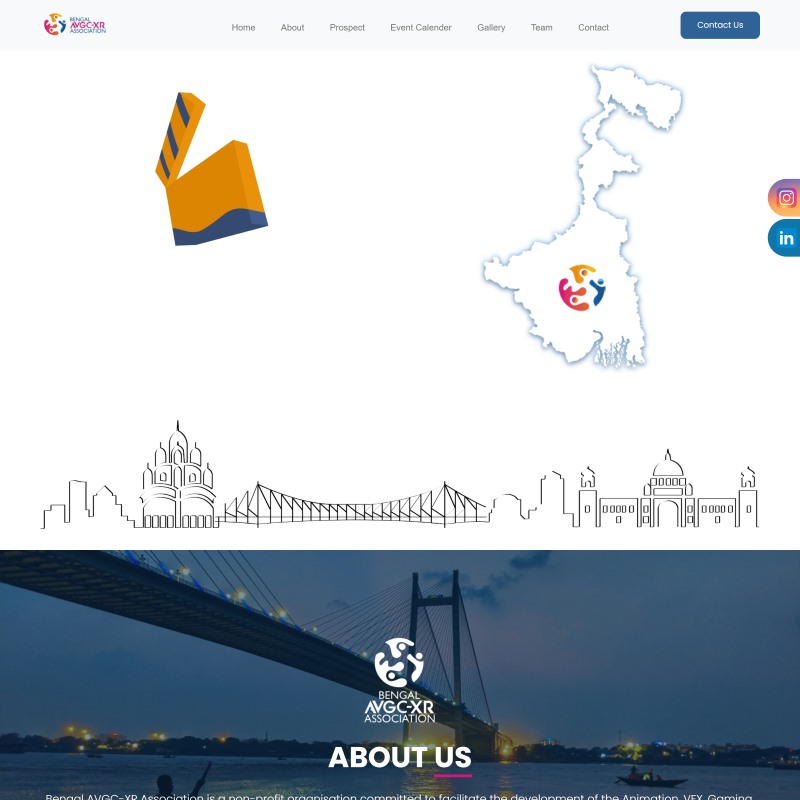 BENGAL
AVGC-XR
ASSOCIATION
Home
About
Prospect
Event Calender
Gallery
Team
Contact
Contact Us
in
BENGAL
AVGC-XR
ASSOCIATION
ABOUT US
Bengal AVGC-XR Association is a non-profit organisation committed to facilitate the development of the Animation, VFX, Gaming